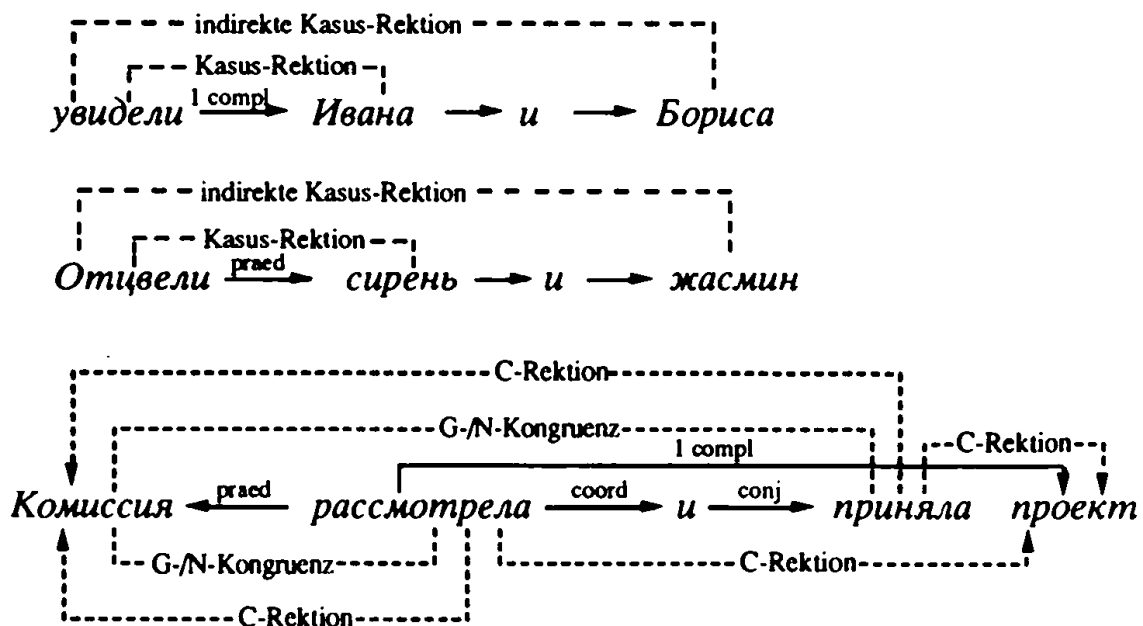 indirekte Kasus-Rektion
Kasus-Rektion
1 compl
увидели Ивана и Бориса
indirekte Kasus-Rektion
Kasus-Rektion
praed
Отцвели сирень и жасмин
C-Rektion
G-/N-Kongruenz
1 compl C-Rektion
praed coord conj
Комиссия рассмотрела и приняла проект
G-/N-Kongruenz C-Rektion
C-Rektion